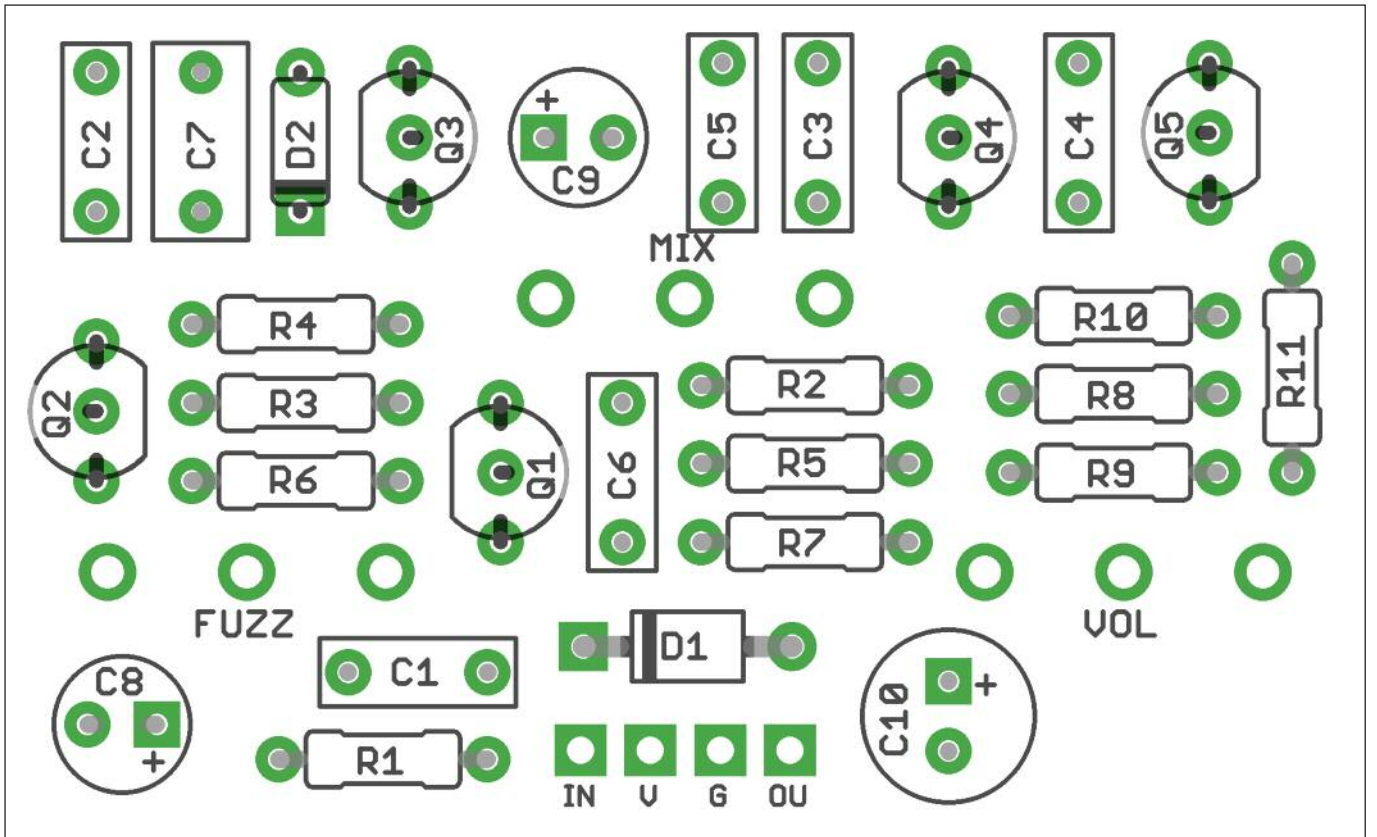 C2
C7
D2
Q3
+
C9
C5
C3
Q4
C4
Q5
MIX
R4
R10
R11
R2
R3
R8
Q2
R5
R6
Q1
C6
R9
R7
FUZZ
VOL
D1
C8
C1
+
C10
+
R1
IN V G OU